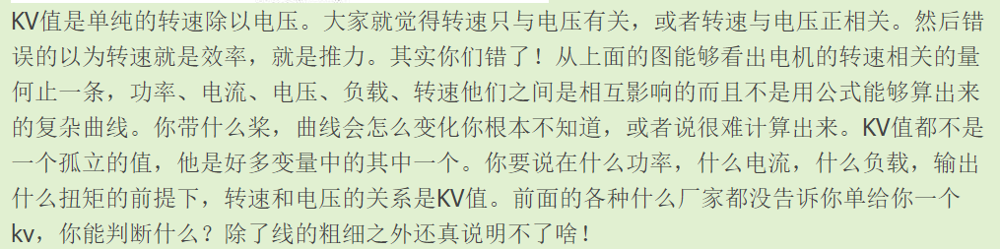 KV值是单纯的转速除以电压。大家就觉得转速只与电压有关，或者转速与电压正相关。然后错
误的以为转速就是效率，就是推力。其实你们错了！从上面的图能够看出电机的转速相关的量
何止一条，功率、电流、电压、负载、转速他们之间是相互影响的而且不是用公式能够算出来
的复杂曲线。你带什么桨，曲线会怎么变化你根本不知道，或者说很难计算出来。KV值都不是
一个孤立的值，他是好多变量中的其中一个。你要说在什么功率，什么电流，什么负载，输出
什么扭矩的前提下，转速和电压的关系是KV值。前面的各种什么厂家都没告诉你单给你一个
kv，你能判断什么？除了线的粗细之外还真说明不了啥！